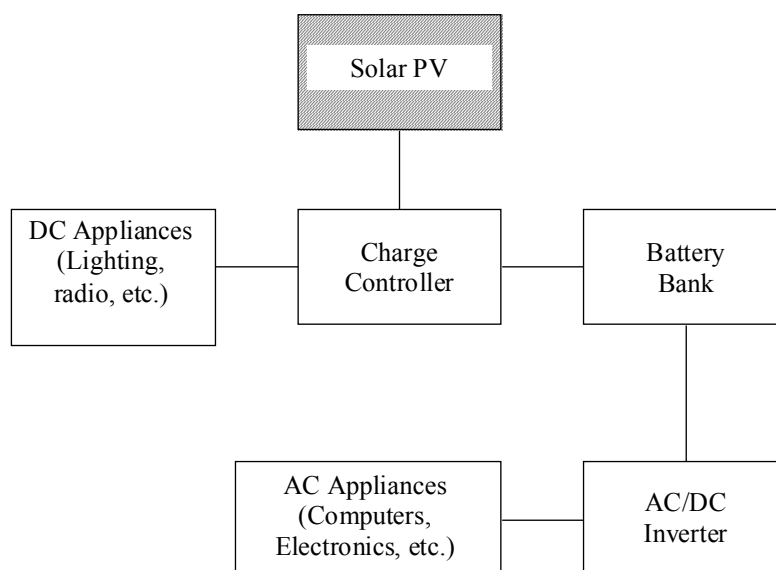 Solar PV
DC Appliances
(Lighting,
radio, etc.)
Charge
Controller
Battery
Bank
AC Appliances
(Computers,
Electronics, etc.)
AC/DC
Inverter